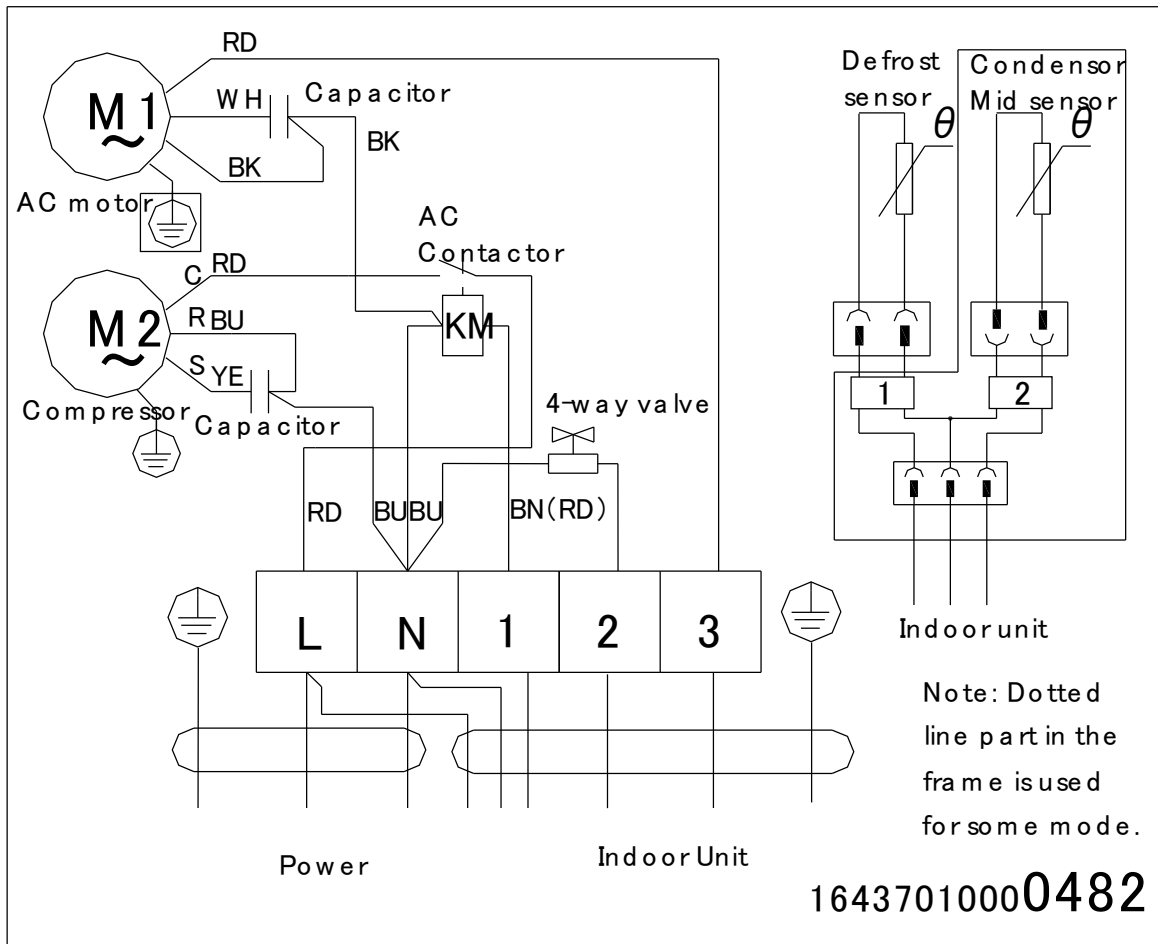 RD
WH
Capacitor
M1
~
BK
BK
AC motor
Defrost
sensor
Condensor
Mid sensor
θ
θ
AC
Contactor
C RD
R BU
M2
~
KM
S YE
Compressor
Capacitor
4-way valve
1
2
RD
BU
BU
BN(RD)
L
N
1
2
3
Indoor unit
Note: Dotted
line part in the
frame is used
for some mode.
Power
Indoor Unit
16437010000482